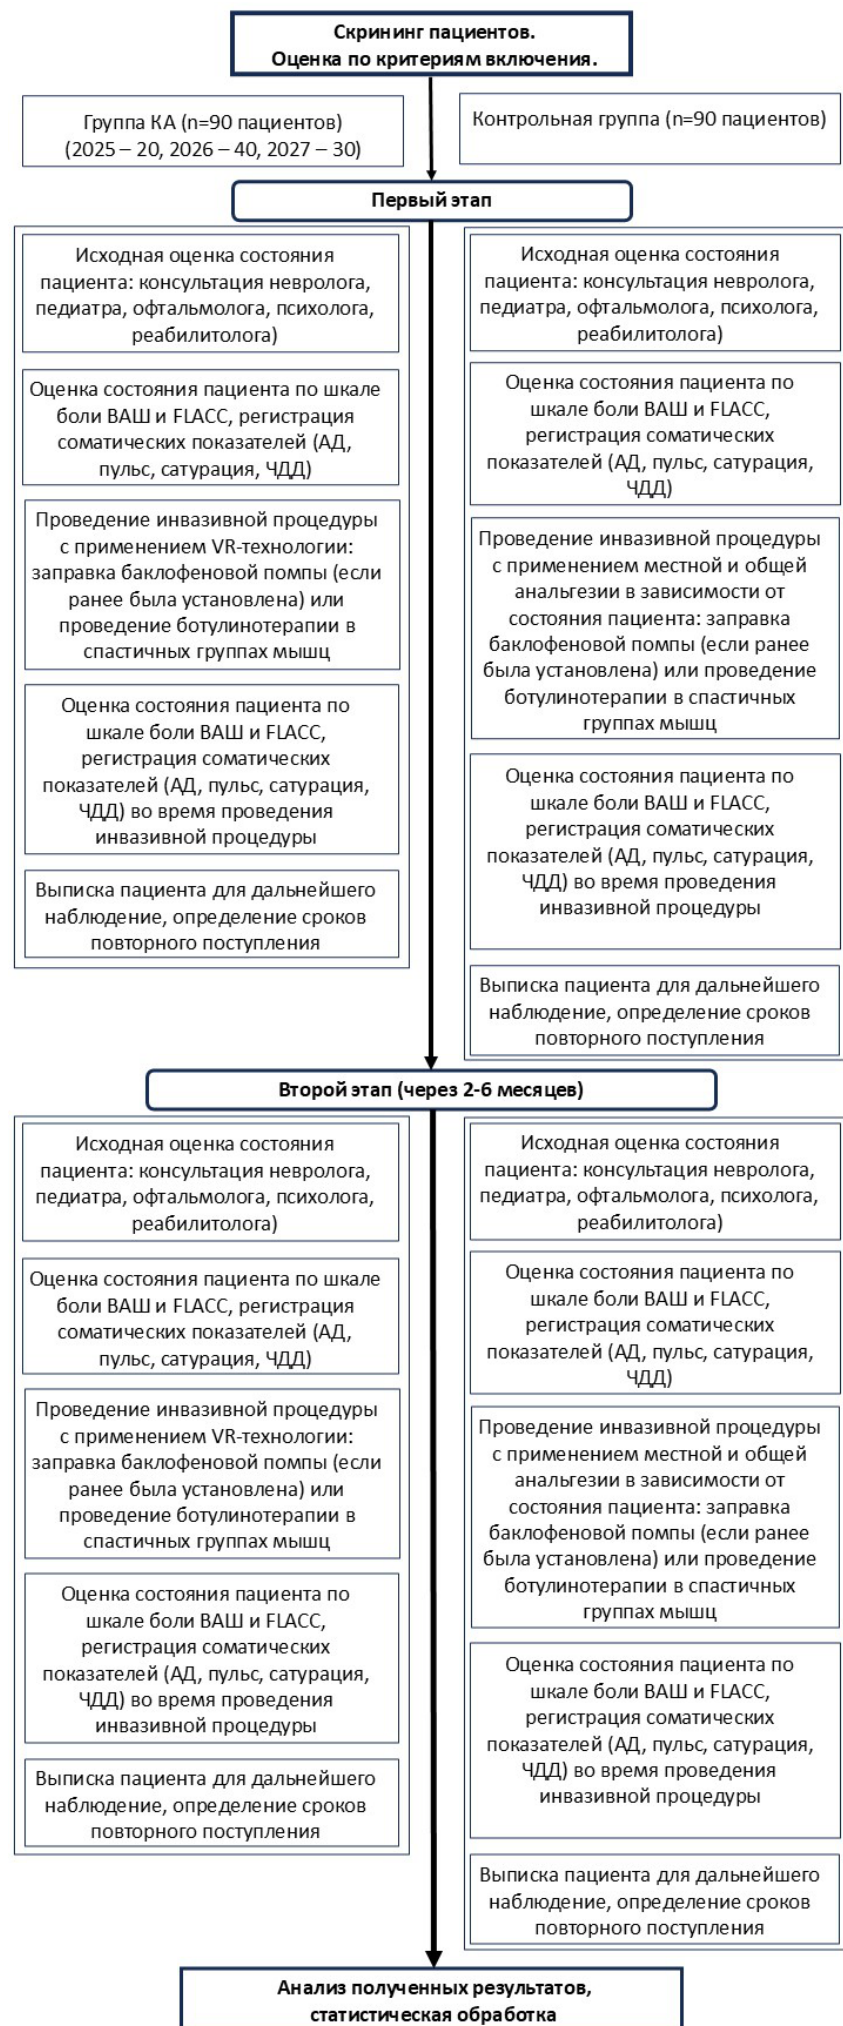 Скрининг пациентов.
Оценка по критериям включения.
Группа КА (n=90 пациентов)
(2025 – 20, 2026 – 40, 2027 – 30)
Контрольная группа (n=90 пациентов)
Первый этап
Исходная оценка состояния
пациента: консультация невролога,
педиатра, офтальмолога, психолога,
реабилитолога)
Оценка состояния пациента по шкале
боли ВАШ и FLACC, регистрация
соматических показателей (АД,
пульс, сатурация, ЧДД)
Проведение инвазивной процедуры
с применением VR-технологии:
заправка баклофеновой помпы (если
ранее была установлена) или
проведение ботулинотерапии в
спастичных группах мышц
Оценка состояния пациента по
шкале боли ВАШ и FLACC,
регистрация соматических
показателей (АД, пульс, сатурация,
ЧДД) во время проведения
инвазивной процедуры
Выписка пациента для дальнейшего
наблюдение, определение сроков
повторного поступления
Исходная оценка состояния
пациента: консультация невролога,
педиатра, офтальмолога, психолога,
реабилитолога)
Оценка состояния пациента по
шкале боли ВАШ и FLACC,
регистрация соматических
показателей (АД, пульс, сатурация,
ЧДД)
Проведение инвазивной процедуры
с применением местной и общей
анальгезии в зависимости от
состояния пациента: заправка
баклофеновой помпы (если ранее
была установлена) или проведение
ботулинотерапии в спастичных
группах мышц
Оценка состояния пациента по
шкале боли ВАШ и FLACC,
регистрация соматических
показателей (АД, пульс, сатурация,
ЧДД) во время проведения
инвазивной процедуры
Выписка пациента для дальнейшего
наблюдение, определение сроков
повторного поступления
Второй этап (через 2-6 месяцев)
Исходная оценка состояния
пациента: консультация невролога,
педиатра, офтальмолога, психолога,
реабилитолога)
Оценка состояния пациента по шкале
боли ВАШ и FLACC, регистрация
соматических показателей (АД,
пульс, сатурация, ЧДД)
Проведение инвазивной процедуры
с применением VR-технологии:
заправка баклофеновой помпы (если
ранее была установлена) или
проведение ботулинотерапии в
спастичных группах мышц
Оценка состояния пациента по
шкале боли ВАШ и FLACC,
регистрация соматических
показателей (АД, пульс, сатурация,
ЧДД) во время проведения
инвазивной процедуры
Выписка пациента для дальнейшего
наблюдение, определение сроков
повторного поступления
Исходная оценка состояния
пациента: консультация невролога,
педиатра, офтальмолога, психолога,
реабилитолога)
Оценка состояния пациента по
шкале боли ВАШ и FLACC,
регистрация соматических
показателей (АД, пульс, сатурация,
ЧДД)
Проведение инвазивной процедуры
с применением местной и общей
анальгезии в зависимости от
состояния пациента: заправка
баклофеновой помпы (если ранее
была установлена) или проведение
ботулинотерапии в спастичных
группах мышц
Оценка состояния пациента по
шкале боли ВАШ и FLACC,
регистрация соматических
показателей (АД, пульс, сатурация,
ЧДД) во время проведения
инвазивной процедуры
Выписка пациента для дальнейшего
наблюдение, определение сроков
повторного поступления
Анализ полученных результатов,
статистическая обработка